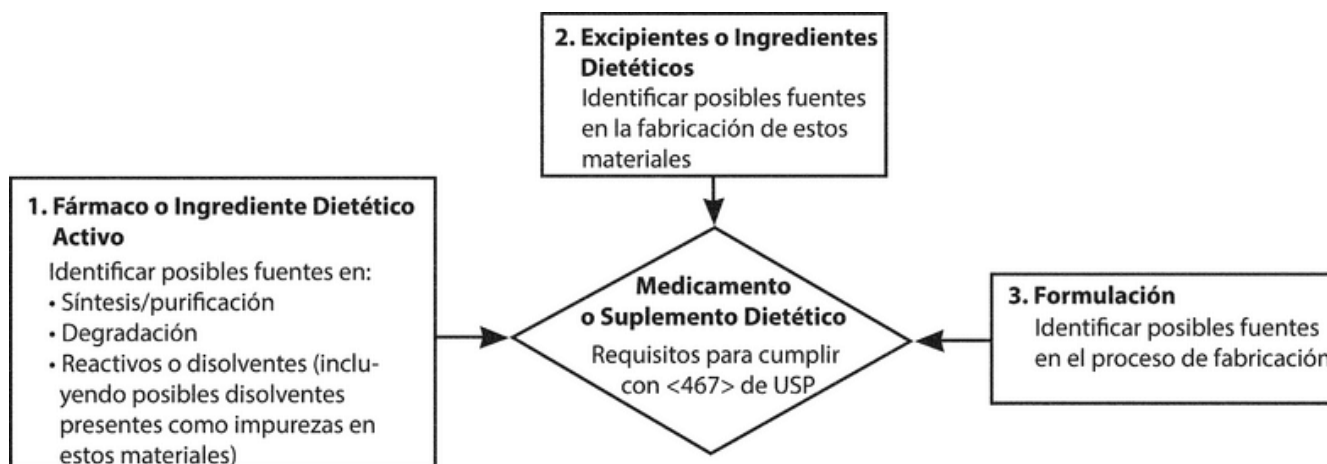 1. Fármaco o Ingrediente Dietético
Activo
Identificar posibles fuentes en:
• Síntesis/purificación
• Degradación
• Reactivos o disolventes (inclu-
yendo posibles disolventes
presentes como impurezas en
estos materiales)
2. Excipientes o Ingredientes
Dietéticos
Identificar posibles fuentes
en la fabricación de estos
materiales
Medicamento
o Suplemento Dietético
Requisitos para cumplir
con <467> de USP
3. Formulación
Identificar posibles fuentes
en el proceso de fabricación